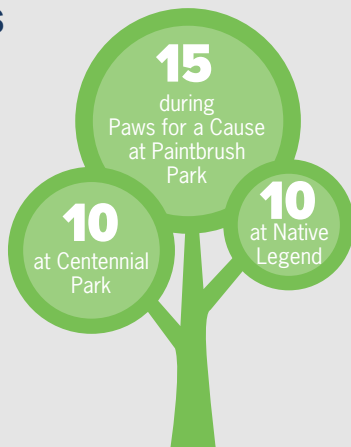 s
15
during
Paws for a Cause
at Paintbrush
Park
10
at Centennial
Park
10
at Native
Legend